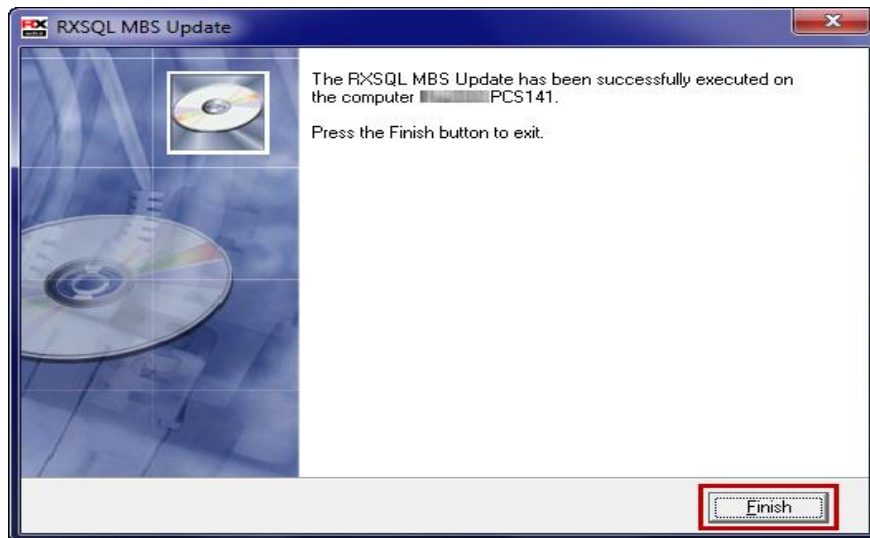 RXSQL MBS Update
The RXSQL MBS Update has been successfully executed on
the computer PCS141.
Press the Finish button to exit.
Finish